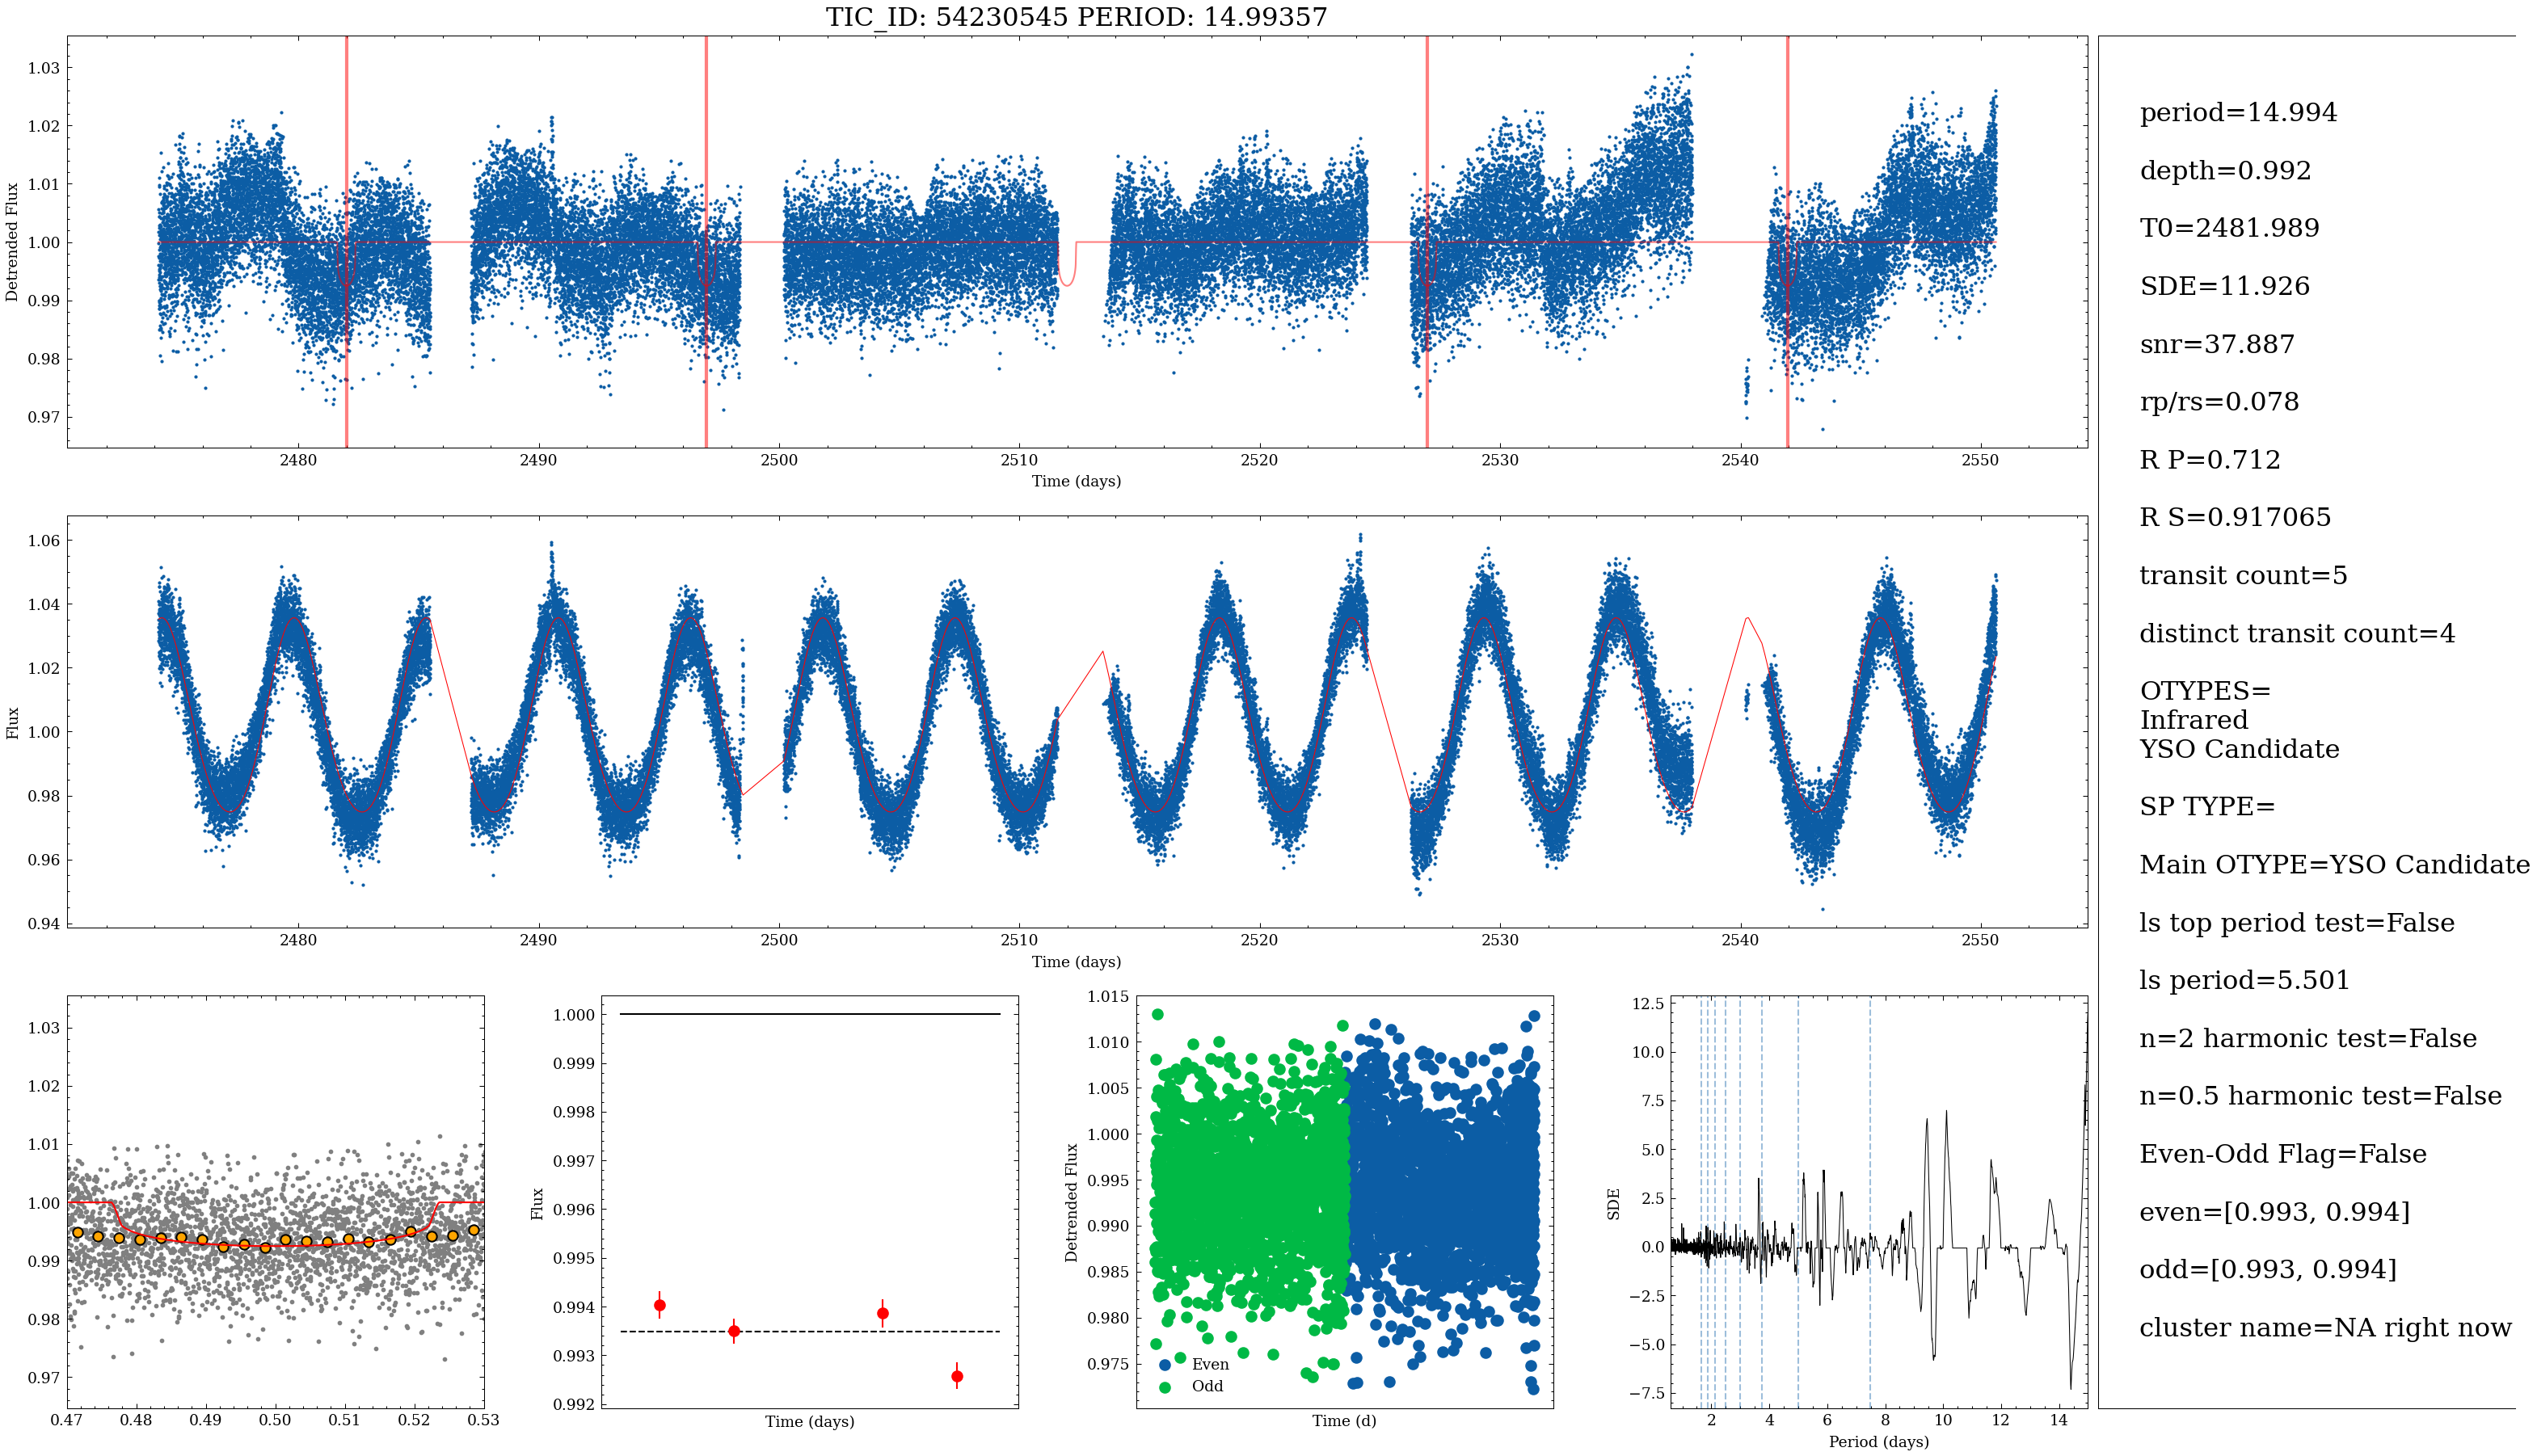 TIC_ID: 54230545 PERIOD: 14.99357
1.03
1.02
1.01
1.00
0.99
0.98
0.97
Detrended Flux
2480 2490 2500 2510 2520 2530 2540 2550
Time (days)
1.06
1.04
1.02
1.00
0.98
0.96
0.94
Flux
2480 2490 2500 2510 2520 2530 2540 2550
Time (days)
1.03
1.02
1.01
1.00
0.99
0.98
0.97
0.47 0.48 0.49 0.50 0.51 0.52 0.53
1.000
0.999
0.998
0.997
0.996
0.995
0.994
0.993
0.992
Flux
Time (days)
1.015
1.010
1.005
1.000
0.995
0.990
0.985
0.980
0.975
Detrended Flux
Even
Odd
Time (d)
12.5
10.0
7.5
5.0
2.5
0.0
−2.5
−5.0
−7.5
SDE
2 4 6 8 10 12 14
Period (days)
period=14.994
depth=0.992
T0=2481.989
SDE=11.926
snr=37.887
rp/rs=0.078
R P=0.712
R S=0.917065
transit count=5
distinct transit count=4
OTYPES=
Infrared
YSO Candidate
SP TYPE=
Main OTYPE=YSO Candidate
ls top period test=False
ls period=5.501
n=2 harmonic test=False
n=0.5 harmonic test=False
Even-Odd Flag=False
even=[0.993, 0.994]
odd=[0.993, 0.994]
cluster name=NA right now